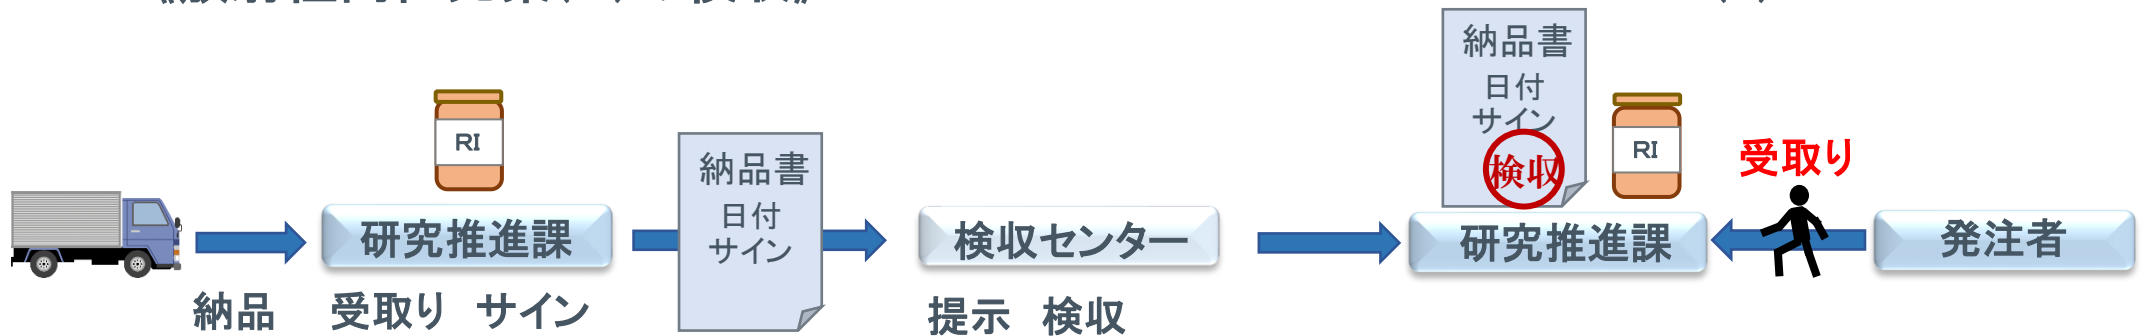 RI
納品書
日付
サイン
研究推進課
納品
受取り サイン
検収センター
提示 検収
納品書
日付
サイン
検収
RI
研究推進課
受取り
発注者